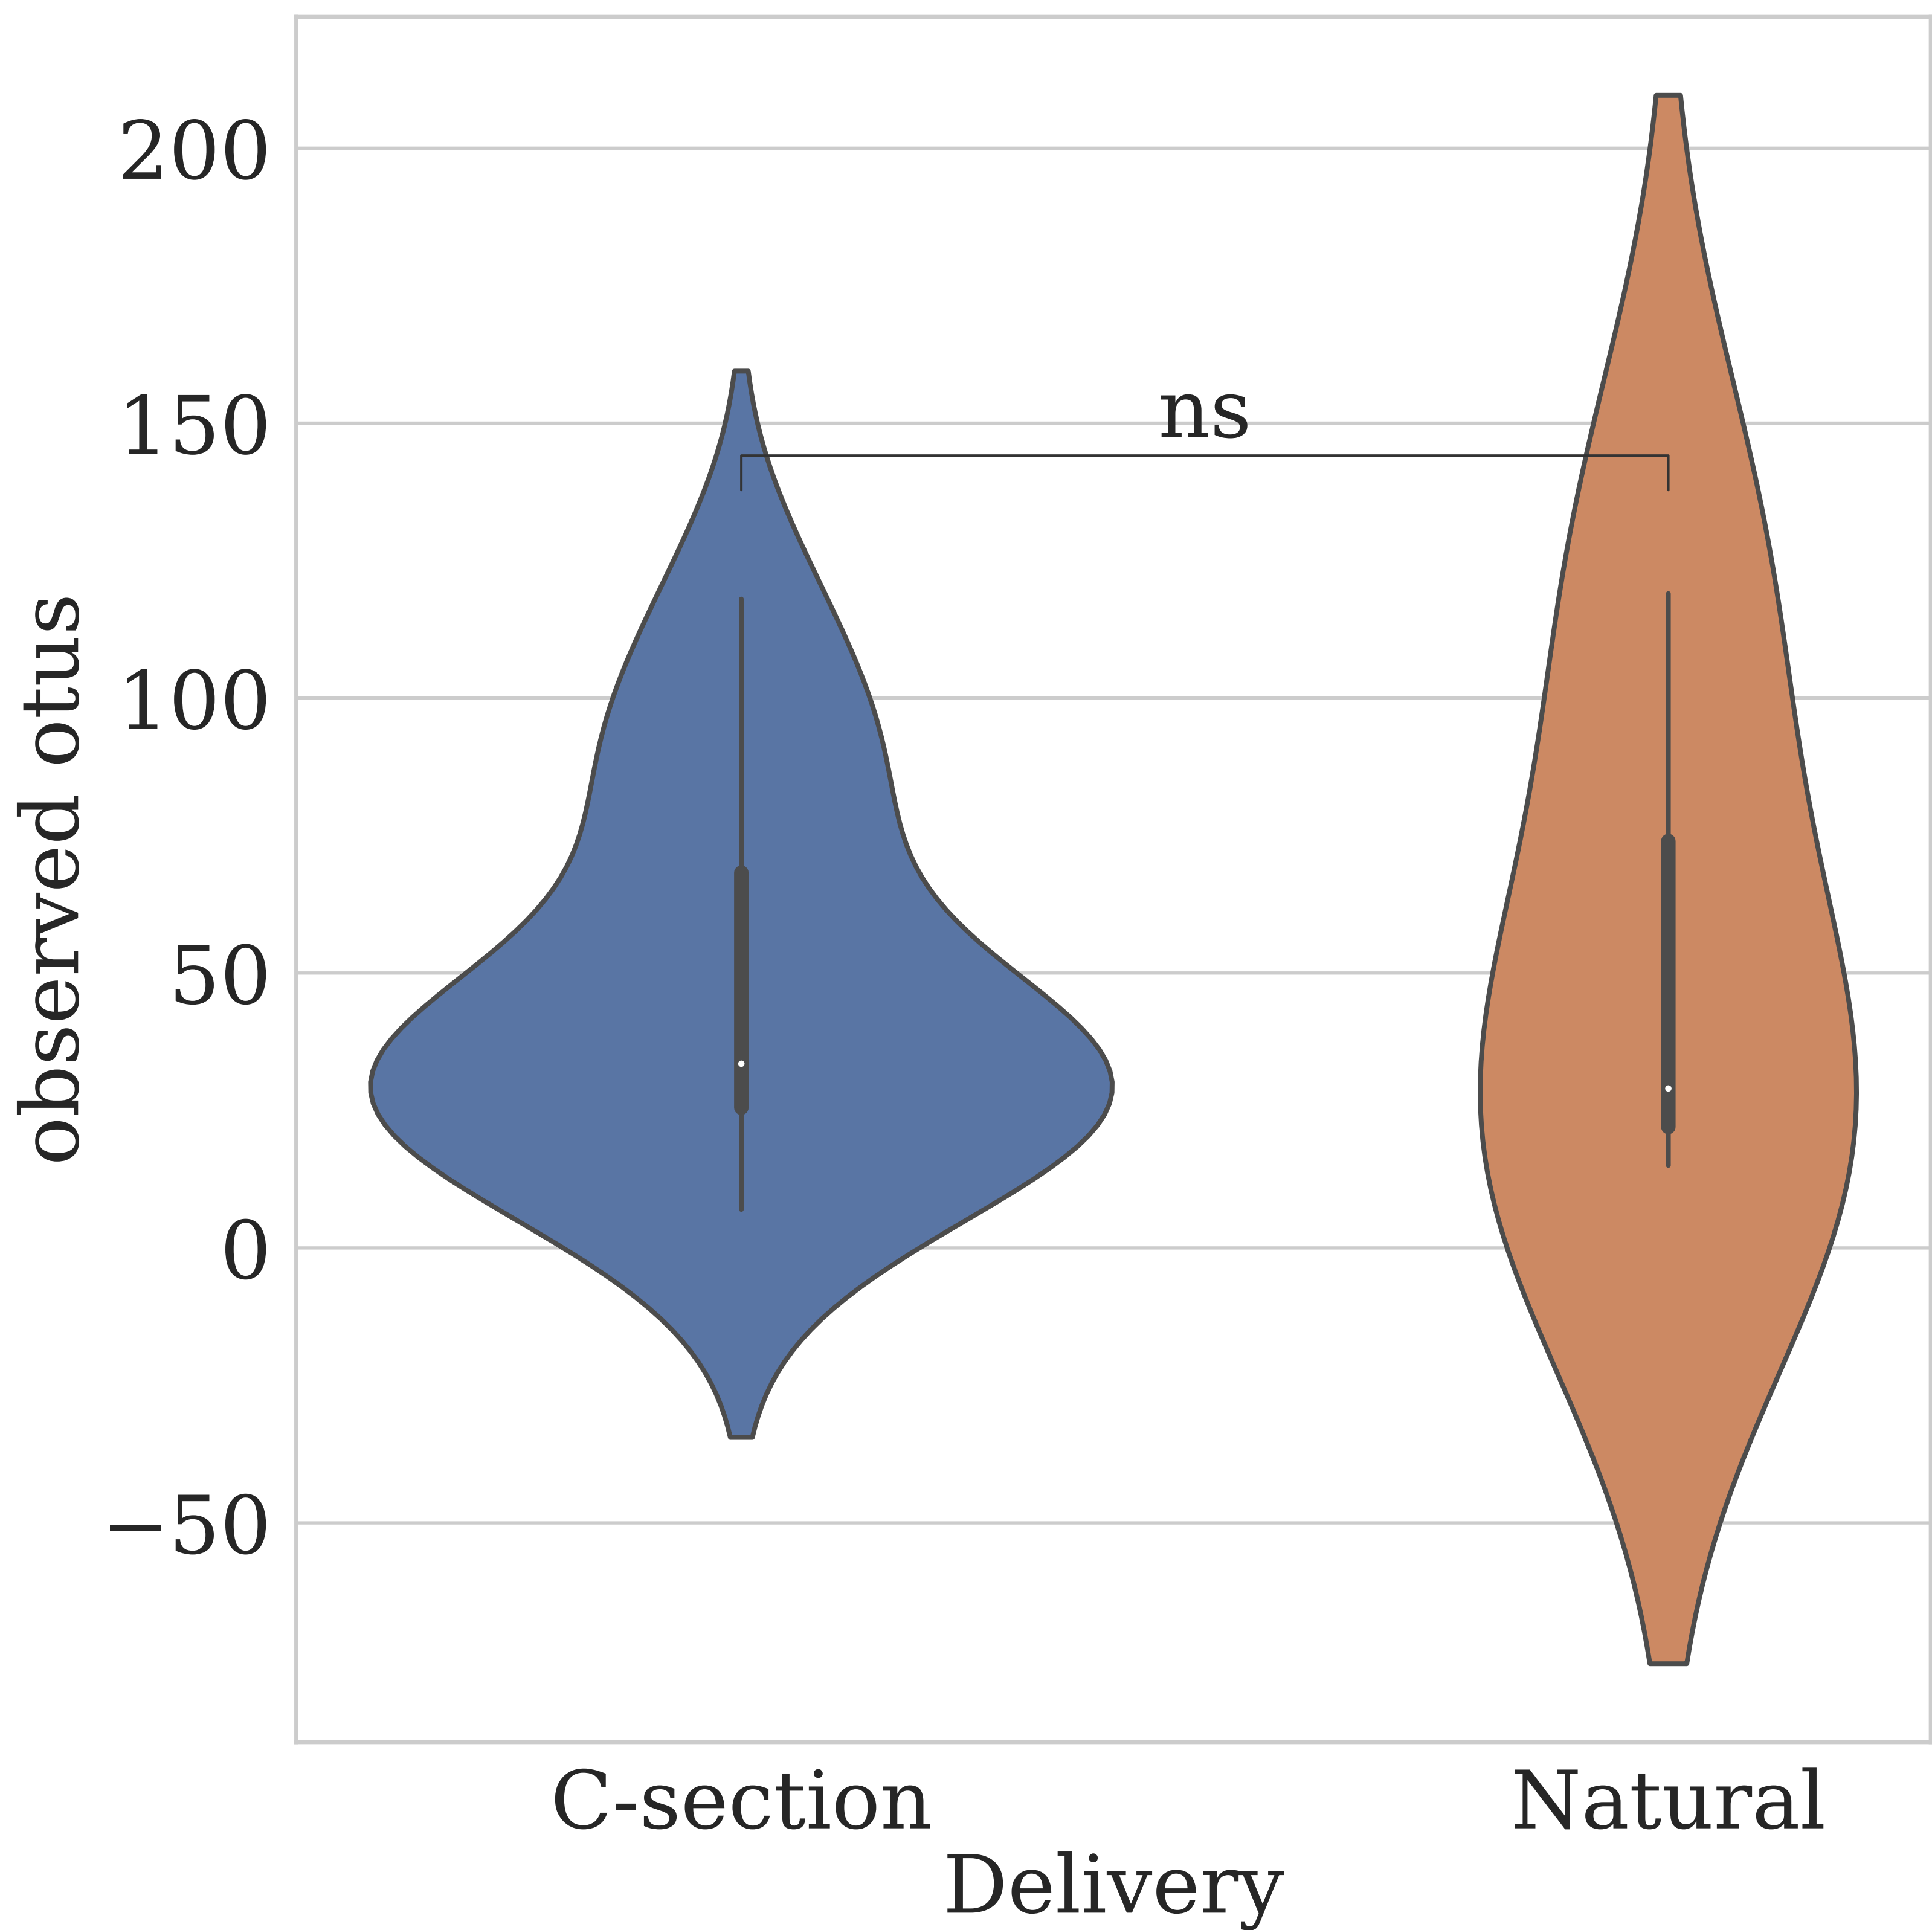 observed otus
200
150
100
50
0
−50
ns
C-section
Natural
Delivery